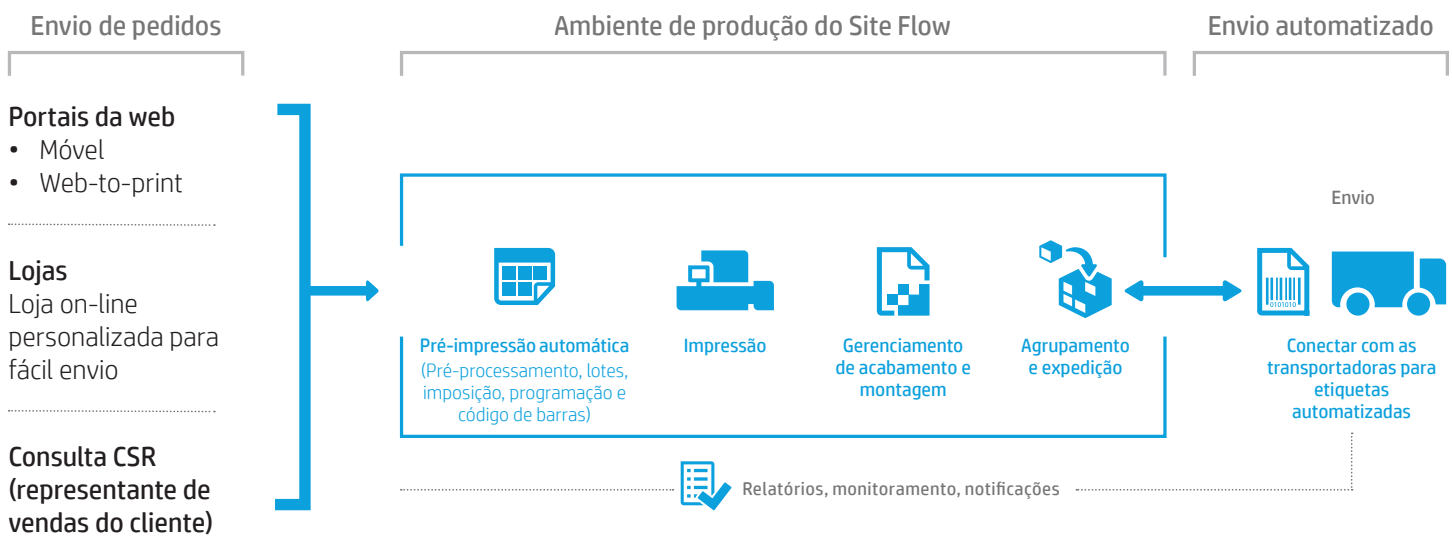 Envio de pedidos
Ambiente de produção do Site Flow
Envio automatizado
Portais da web
• Móvel
• Web-to-print
Lojas
Loja on-line
personalizada para
fácil envio
Consulta CSR
(representante de
vendas do cliente)
Pré-impressão automática
(Pré-processamento, lotes,
imposição, programação e
código de barras)
Impressão
Gerenciamento
de acabamento e
montagem
Agrupamento
e expedição
Envio
0101010
Conectar com as
transportadoras para
etiquetas
automatizadas
Relatórios, monitoramento, notificações